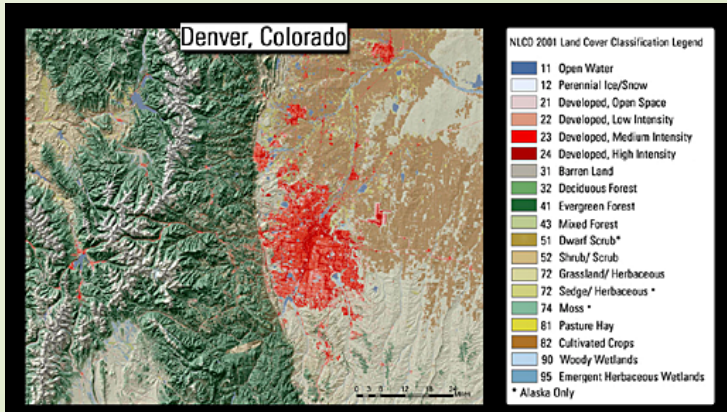 Denver, Colorado
NLCD 2001 Land Cover Classification Legend
11 Open Water
12 Perennial Ice/Snow
21 Developed, Open Space
22 Developed, Low Intensity
23 Developed, Medium Intensity
24 Developed, High Intensity
31 Barren Land
32 Deciduous Forest
41 Evergreen Forest
43 Mixed Forest
51 Dwarf Scrub*
52 Shrub/ Scrub
72 Grassland/ Herbaceous
72 Sedge/ Herbaceous *
74 Moss *
81 Pasture Hay
82 Cultivated Crops
90 Woody Wetlands
95 Emergent Herbaceous Wetlands
* Alaska Only